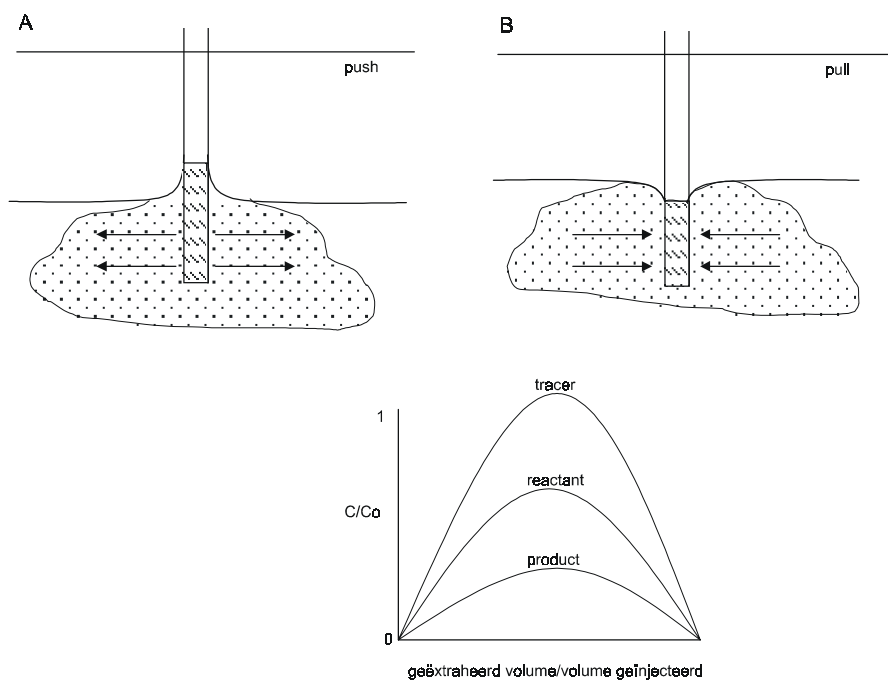 A
B
push
pull
tracer
1
reactant
C/Co
product
0
geëxtraheerd volume/volume geïnjecteerd